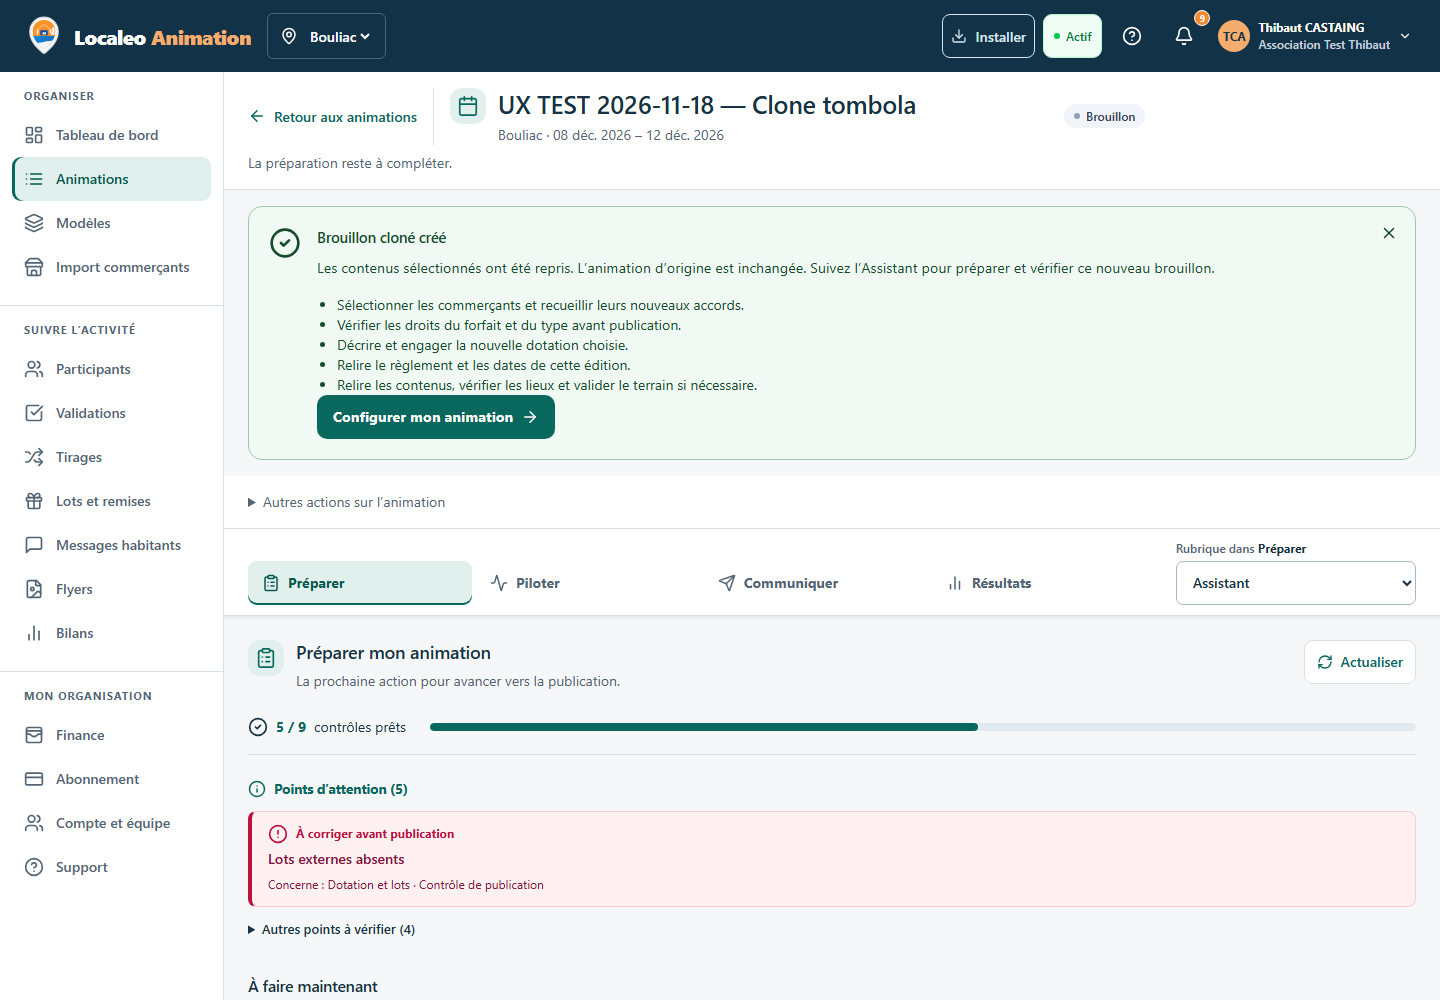 Localeo Animation
Bouliac
Installer
Actif
9
TCA
Thibaut CASTAING
Association Test Thibaut
ORGANISER
Tableau de bord
Animations
Modèles
Import commerçants
SUIVRE L'ACTIVITÉ
Participants
Validations
Tirages
Lots et remises
Messages habitants
Flyers
Bilans
MON ORGANISATION
Finance
Abonnement
Compte et équipe
Support
Retour aux animations
UX TEST 2026-11-18 — Clone tombola
Bouliac · 08 déc. 2026 – 12 déc. 2026
Brouillon
La préparation reste à compléter.
Brouillon cloné créé
Les contenus sélectionnés ont été repris. L'animation d'origine est inchangée. Suivez l'Assistant pour préparer et vérifier ce nouveau brouillon.
• Sélectionner les commerçants et recueillir leurs nouveaux accords.
• Vérifier les droits du forfait et du type avant publication.
• Décrire et engager la nouvelle dotation choisie.
• Relire le règlement et les dates de cette édition.
• Relire les contenus, vérifier les lieux et valider le terrain si nécessaire.
Configurer mon animation
Autres actions sur l'animation
Préparer
Piloter
Communiquer
Résultats
Rubrique dans Préparer
Assistant
Préparer mon animation
La prochaine action pour avancer vers la publication.
Actualiser
5 / 9 contrôles prêts
Points d'attention (5)
À corriger avant publication
Lots externes absents
Concerne : Dotation et lots · Contrôle de publication
Autres points à vérifier (4)
À faire maintenant